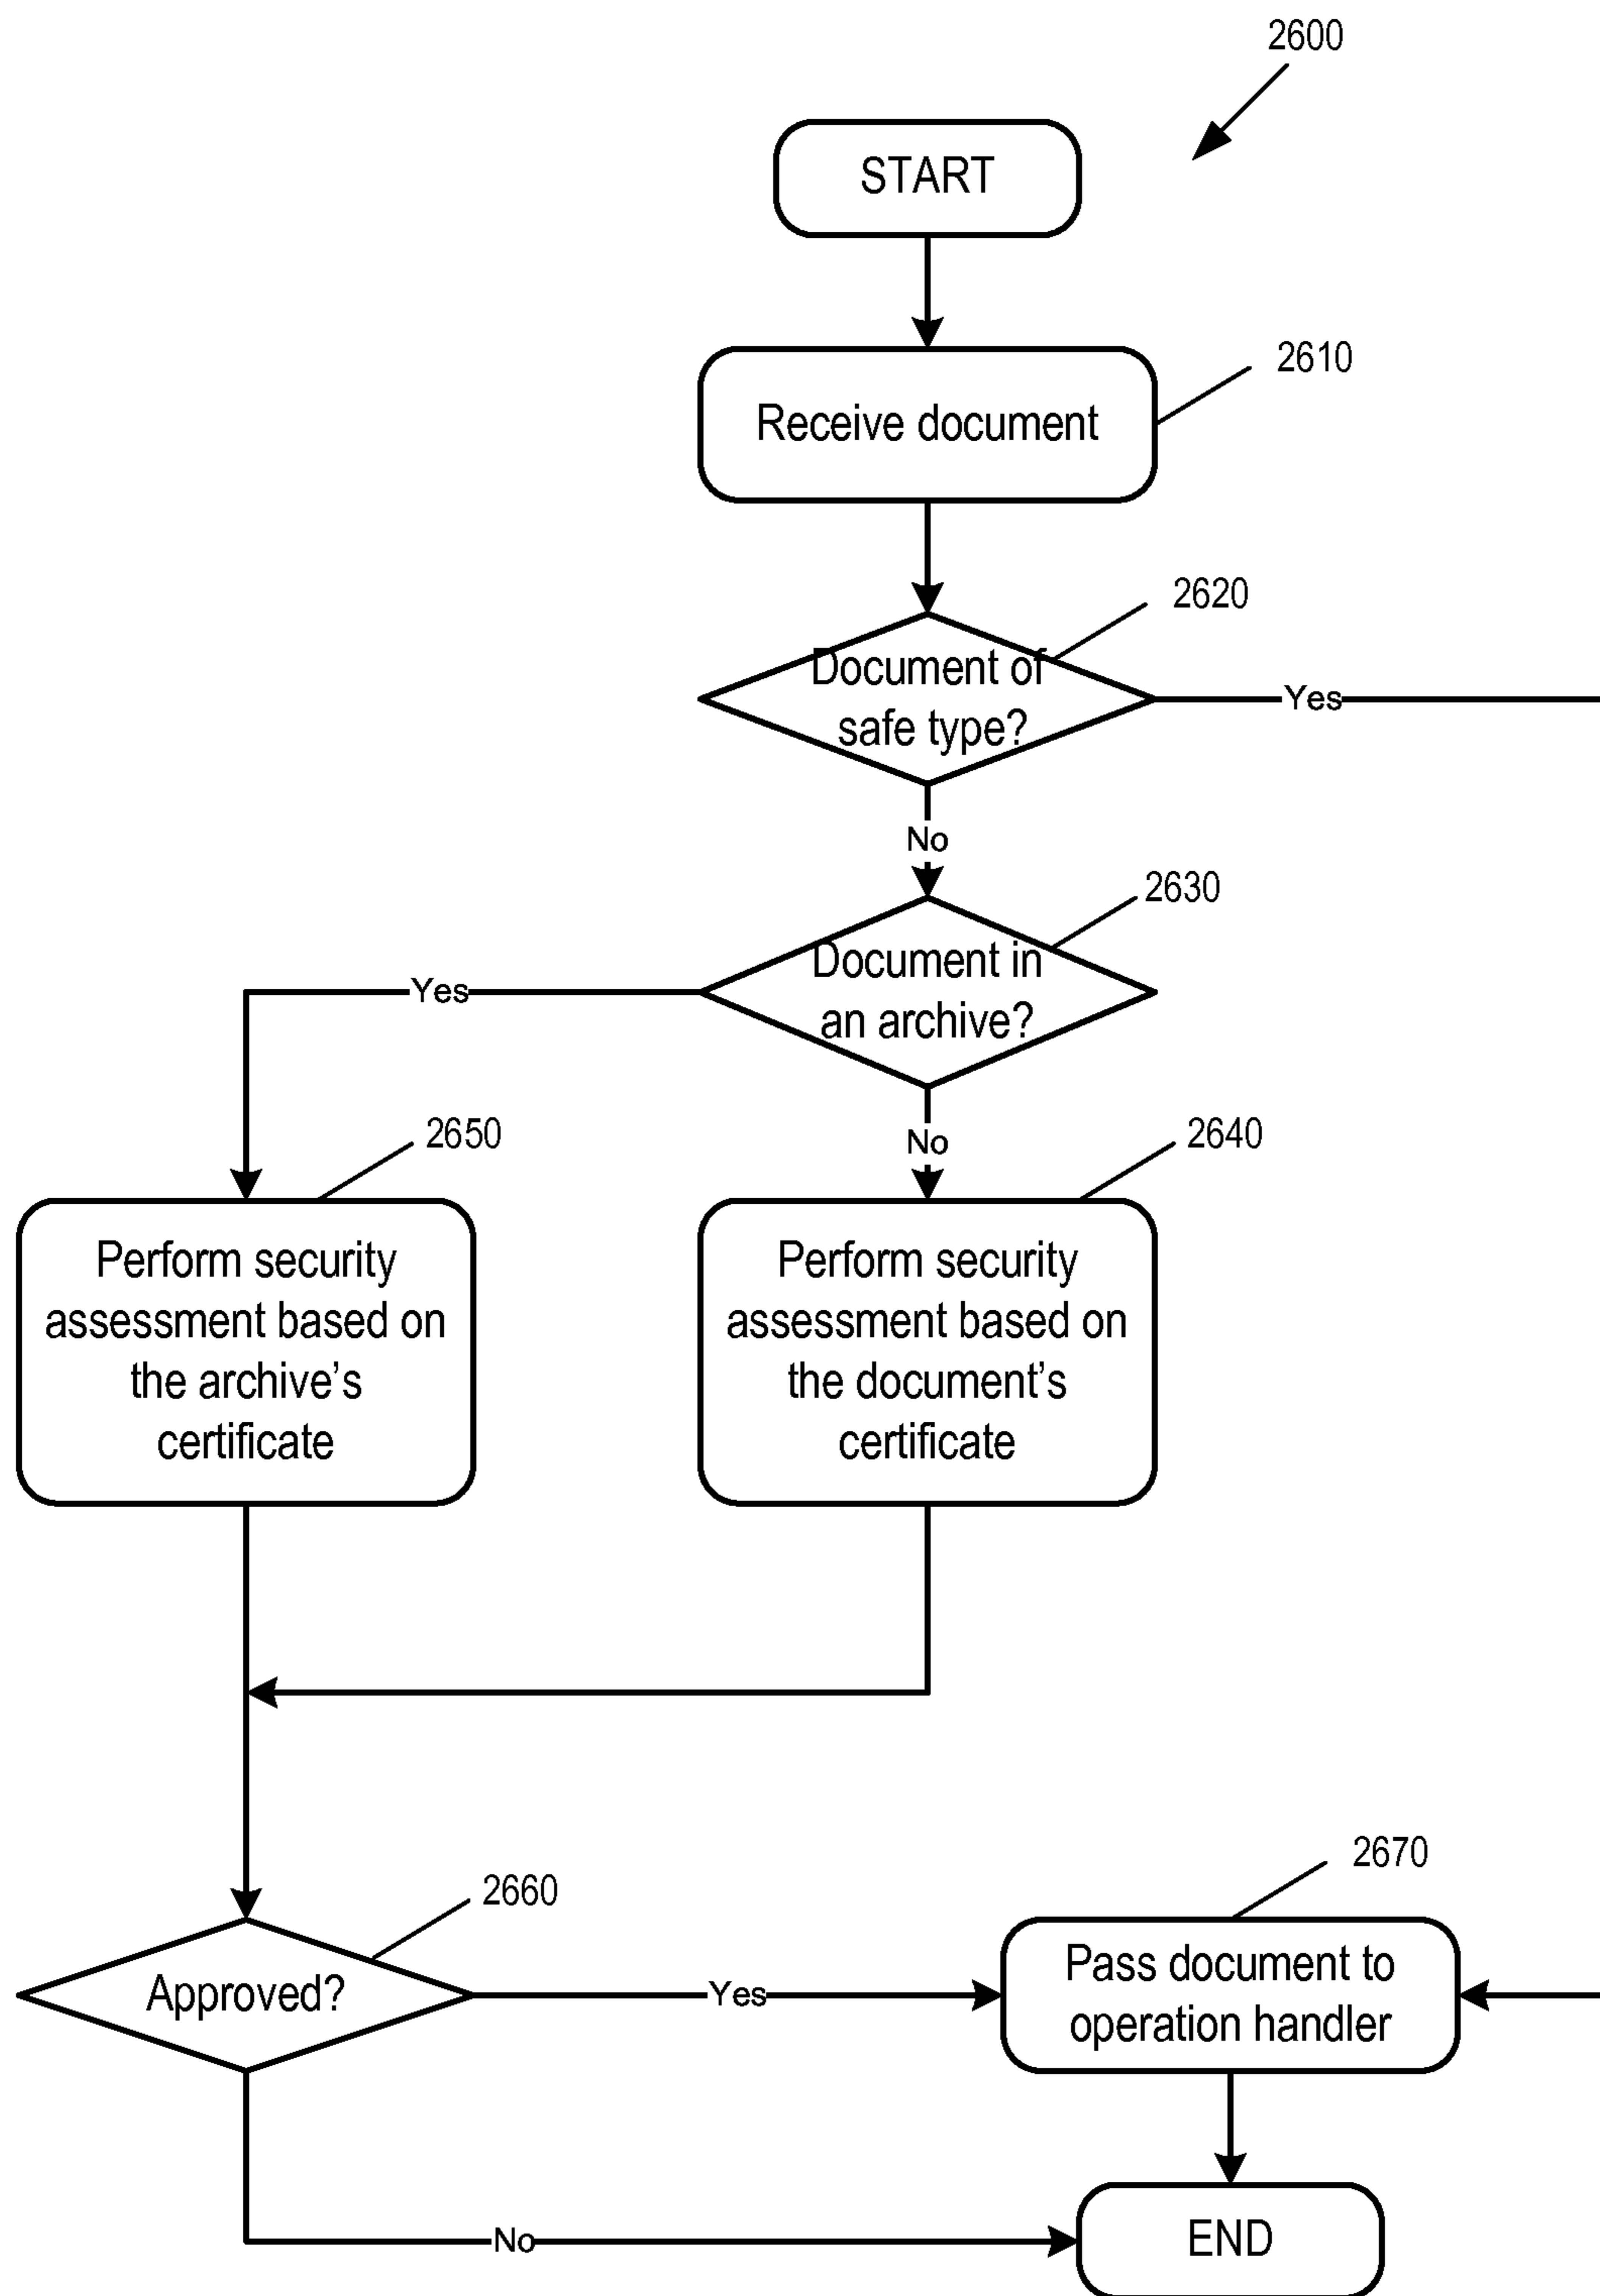 2600
START
Receive document
2610
2620
Document of
safe type?
Yes
No
2630
Document in
an archive?
Yes
No
2650
2640
Perform security
assessment based on
the archive's
certificate
Perform security
assessment based on
the document's
certificate
2660
2670
Approved?
Yes
Pass document to
operation handler
No
END